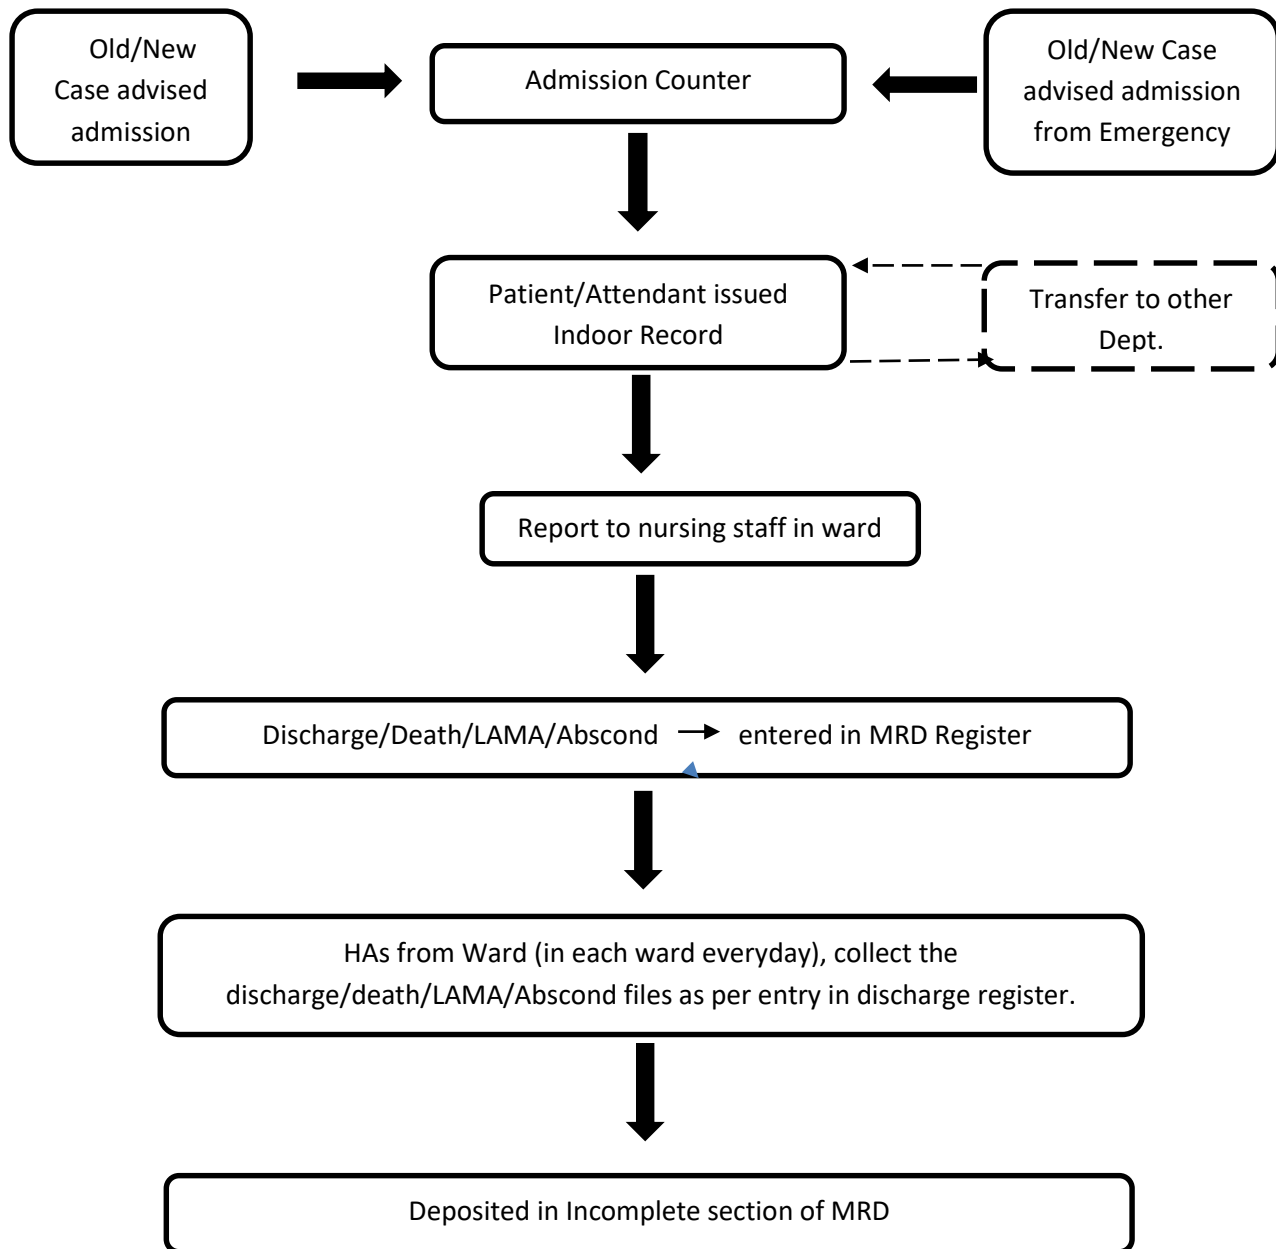 Old/New
Case advised
admission
Admission Counter
Old/New Case
advised admission
from Emergency
Patient/Attendant issued
Indoor Record
Transfer to other
Dept.
Report to nursing staff in ward
Discharge/Death/LAMA/Abscond → entered in MRD Register
HAs from Ward (in each ward everyday), collect the
discharge/death/LAMA/Abscond files as per entry in discharge register.
Deposited in Incomplete section of MRD